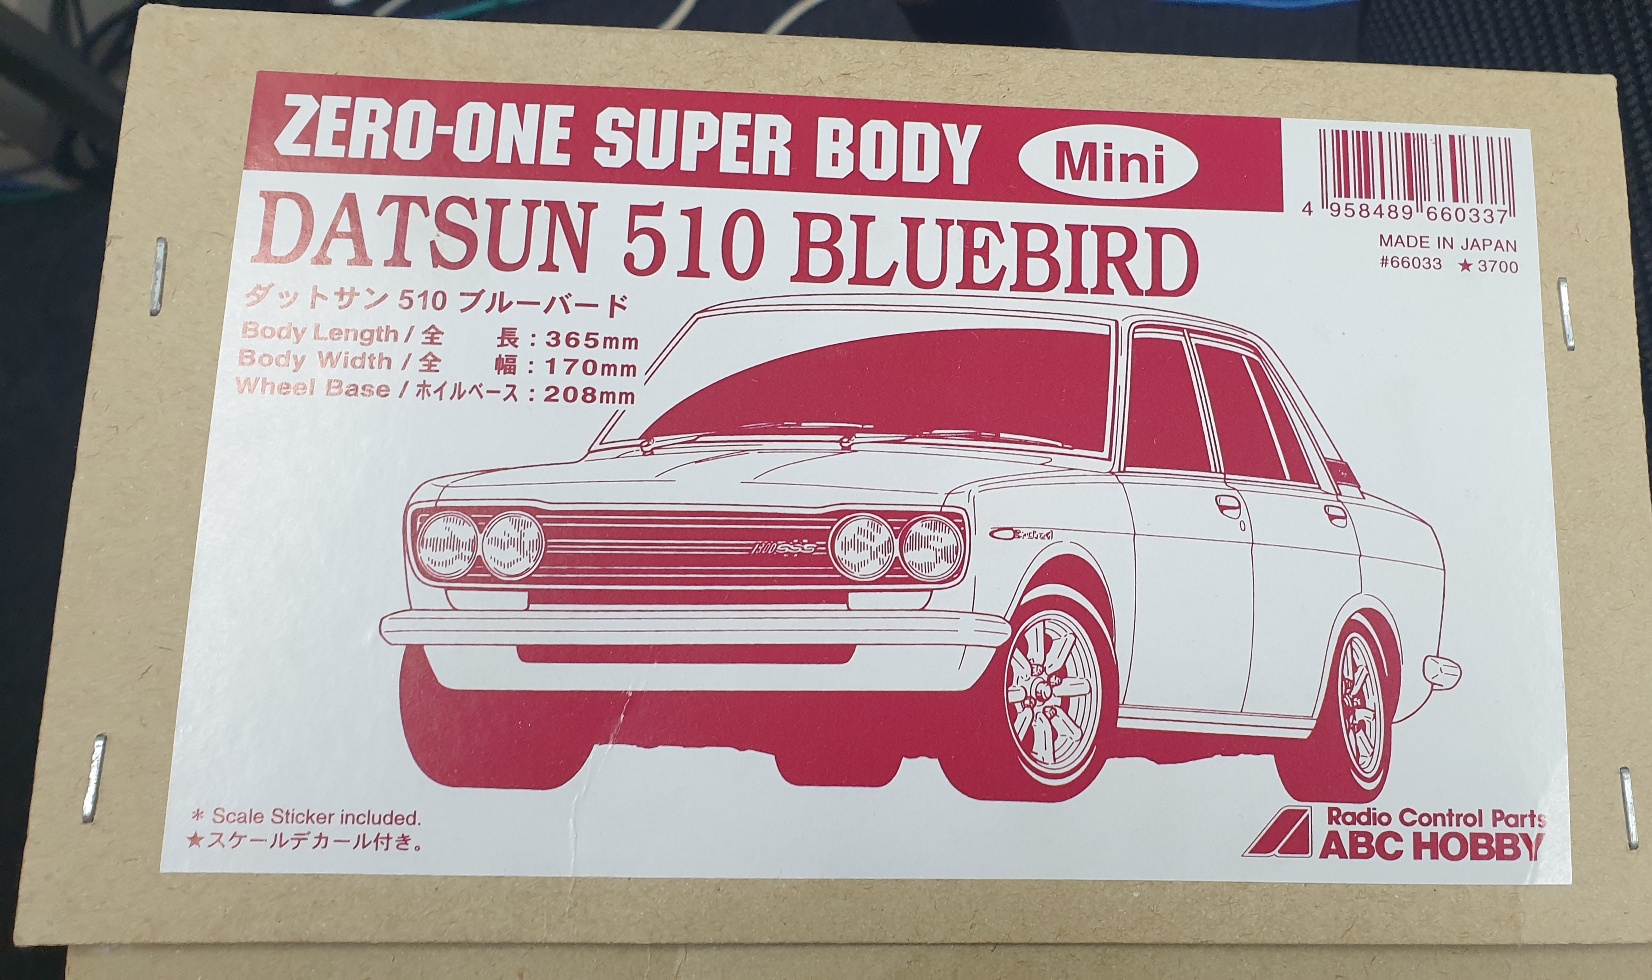 ZERO-ONE SUPER BODY Mini
4 958489 660337
DATSUN 510 BLUEBIRD
MADE IN JAPAN
#66033 ★3700
ダットサン 510 ブルーバード
Body Length / 全 長 : 365mm
Body Width / 全 幅 : 170mm
Wheel Base / ホイルベース : 208mm
* Scale Sticker included.
★スケールデカール付き。
Radio Control Parts
ABC HOBBY